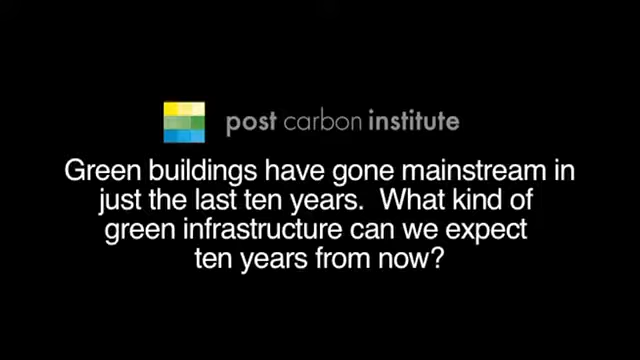 post carbon institute
Green buildings have gone mainstream in
just the last ten years.  What kind of
green infrastructure can we expect
ten years from now?